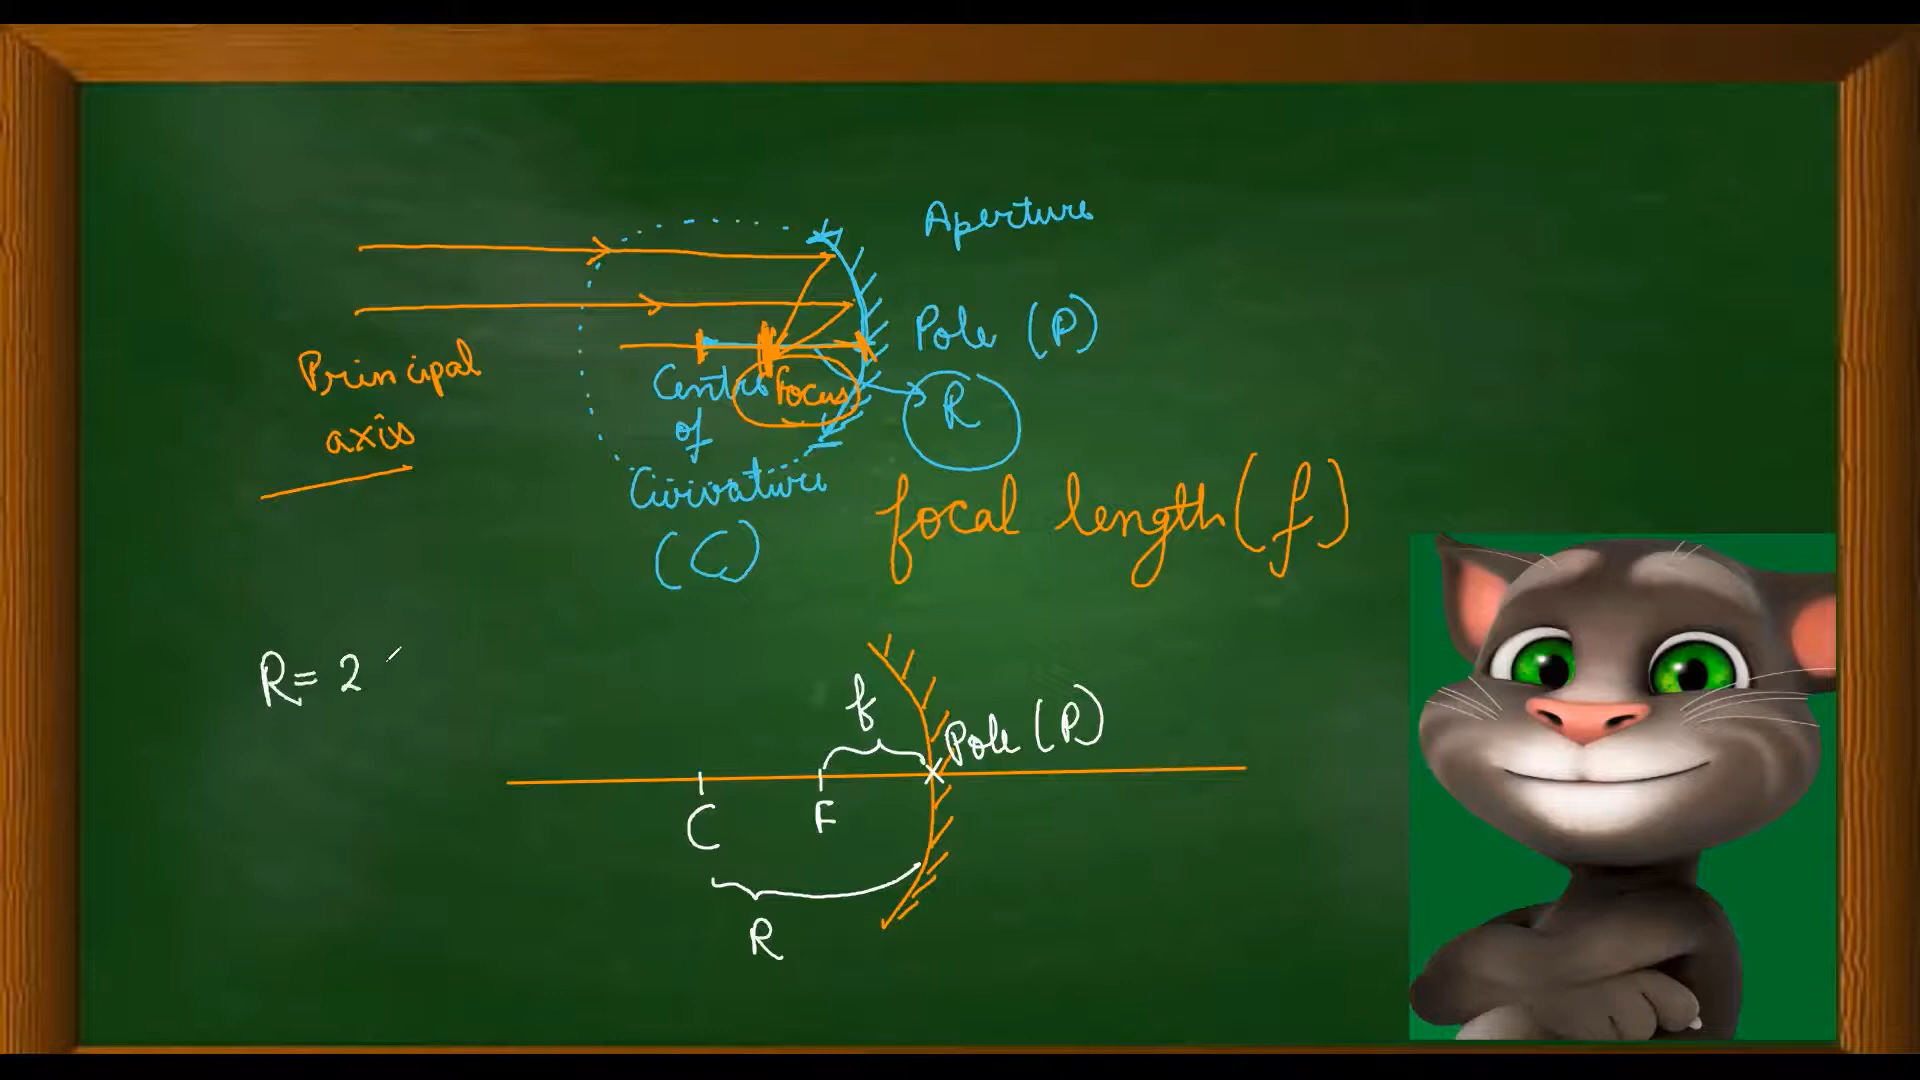 Aperture
Pole (P)
Principal
axis
Centre
Focus
R
of
Curvature
(C)
focal length (f)
R = 2
f
Pole (P)
C
F
R